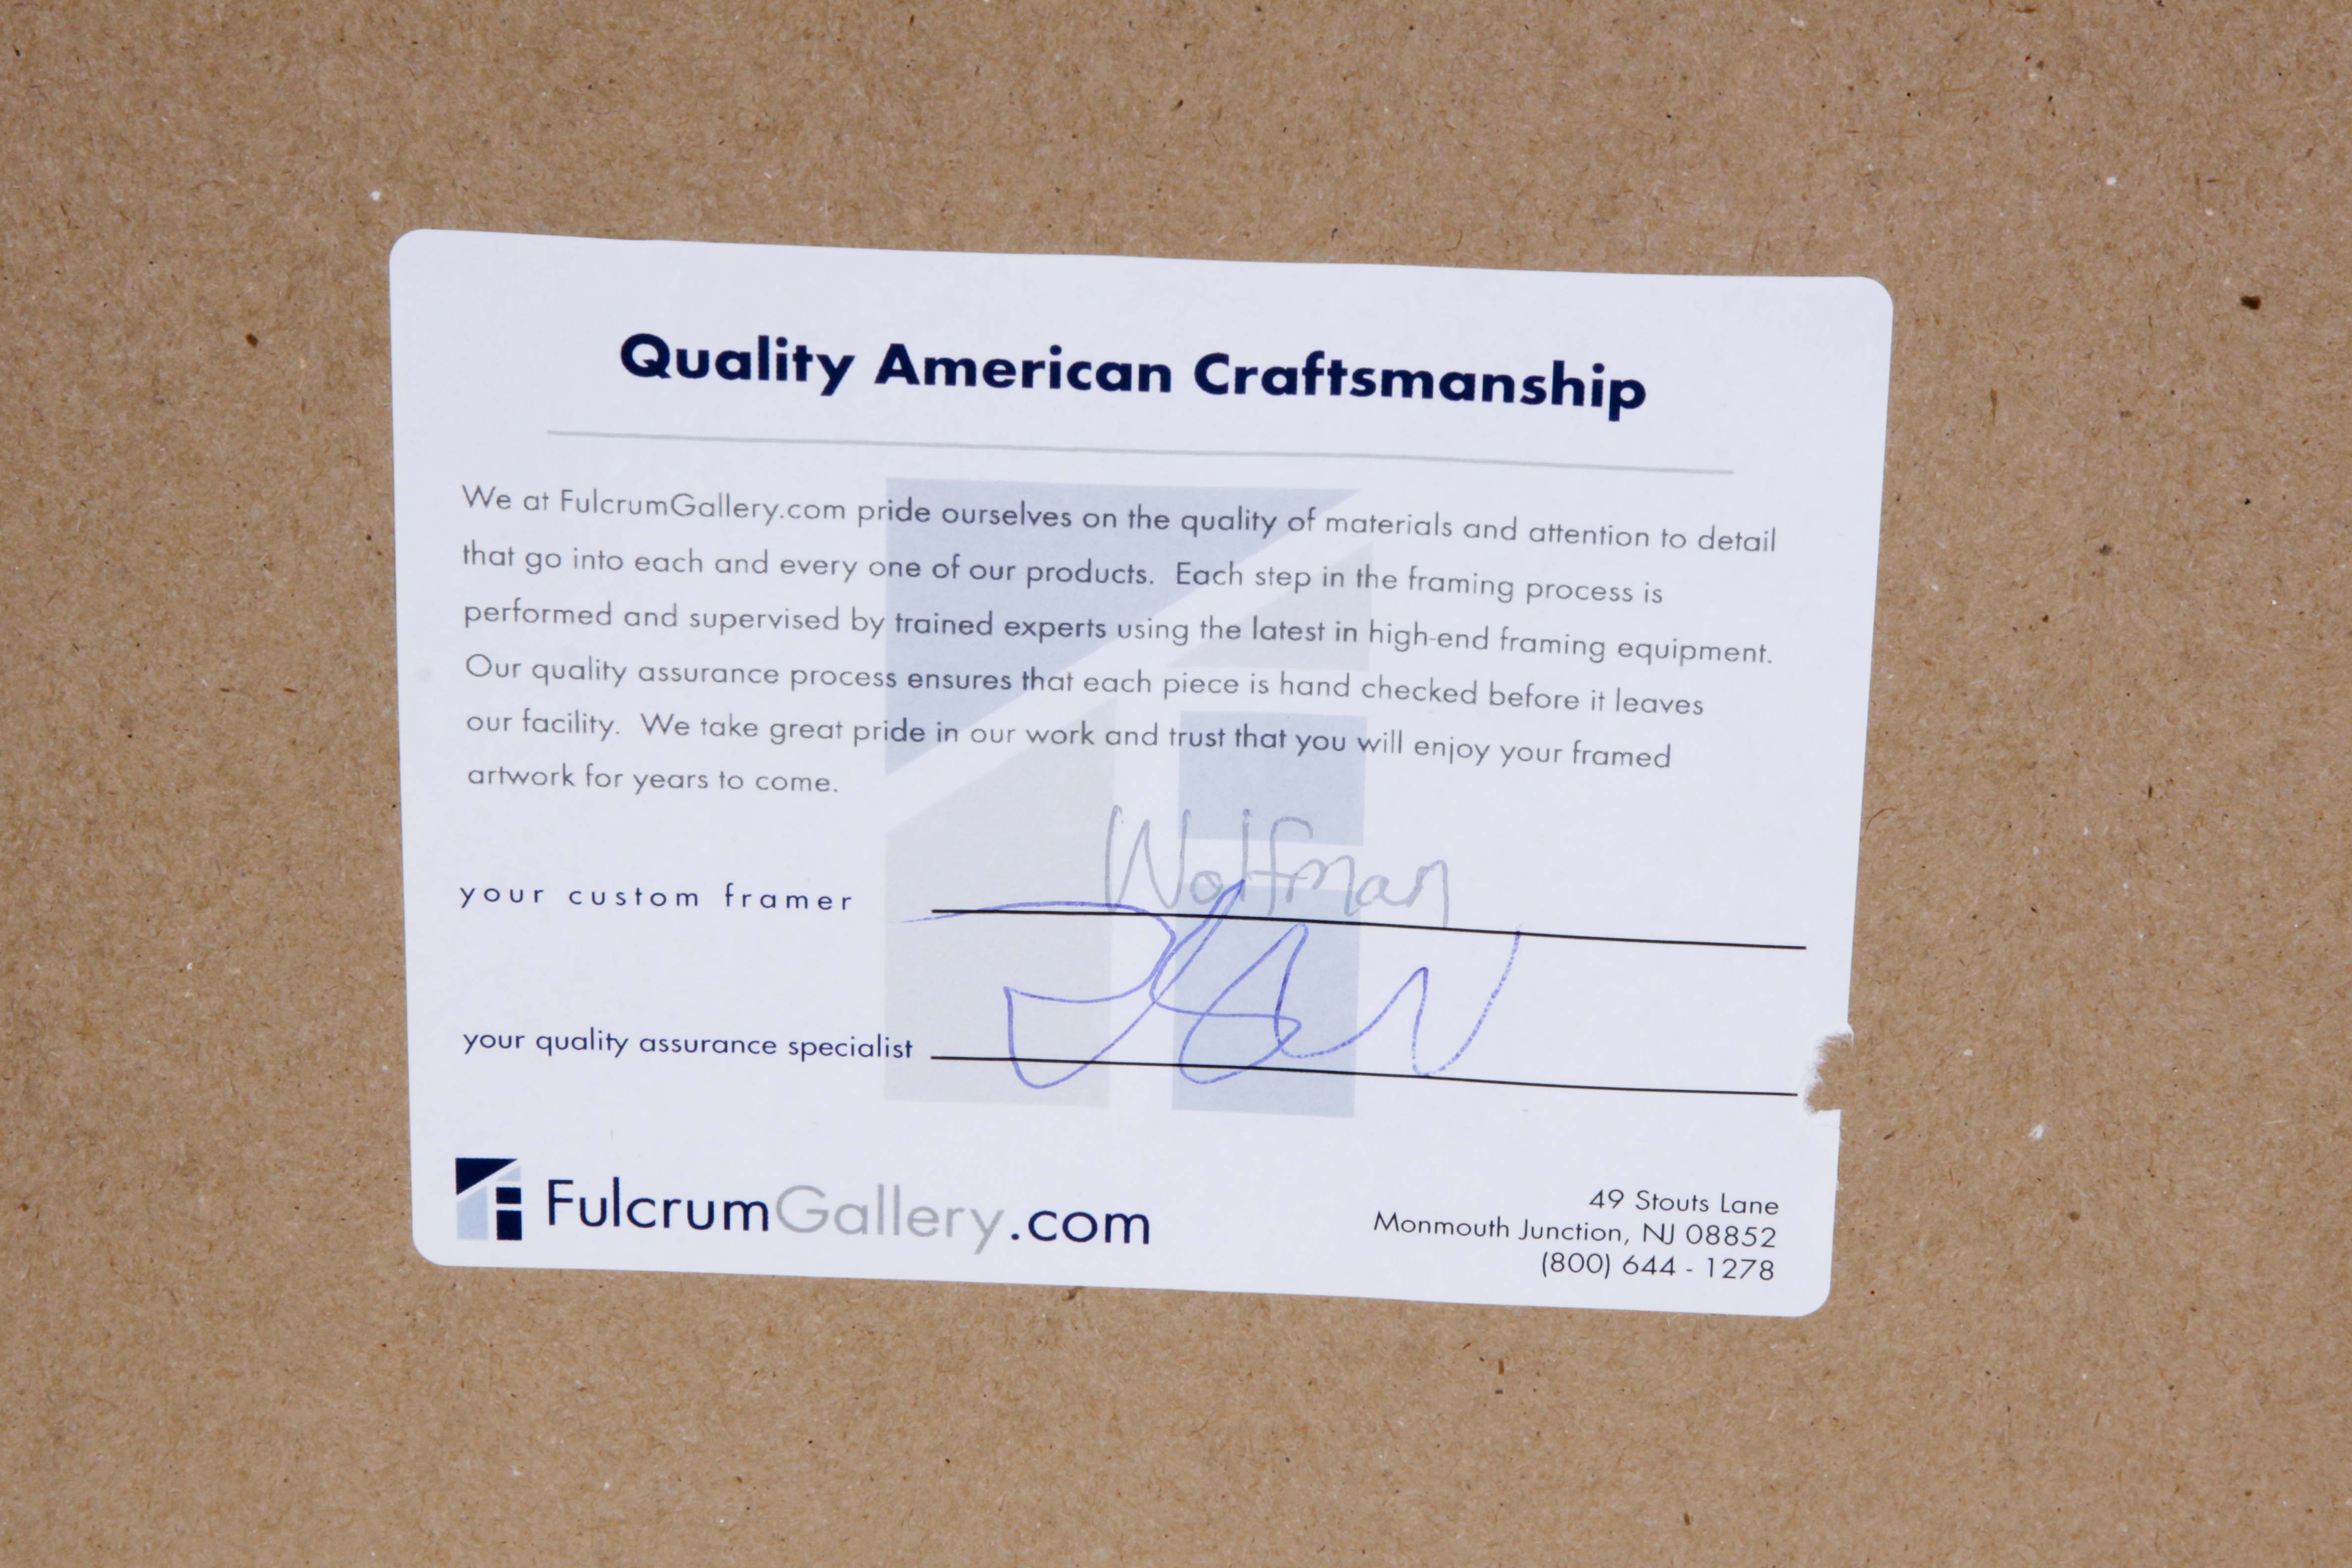 Quality American Craftsmanship
We at FulcrumGallery.com pride ourselves on the quality of materials and attention to detail
that go into each and every one of our products. Each step in the framing process is
performed and supervised by trained experts using the latest in high-end framing equipment.
Our quality assurance process ensures that each piece is hand checked before it leaves
our facility. We take great pride in our work and trust that you will enjoy your framed
artwork for years to come.
your custom framer Wolfman
your quality assurance specialist
FulcrumGallery.com
49 Stouts Lane
Monmouth Junction, NJ 08852
(800) 644 - 1278